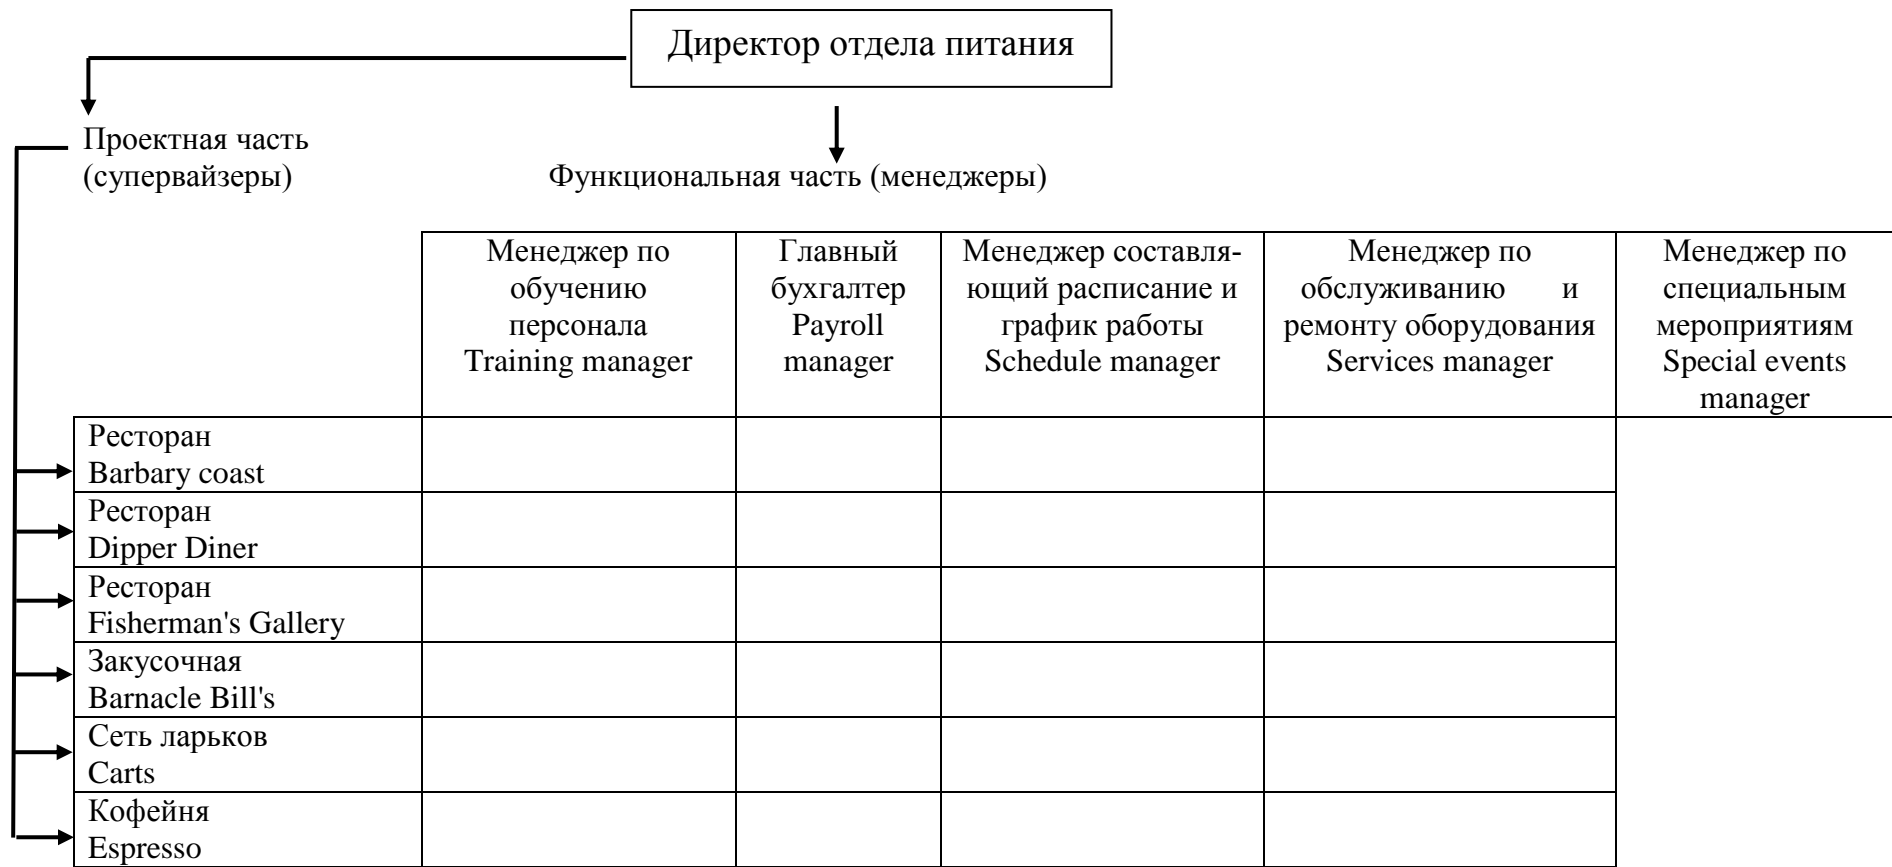 Директор отдела питания
Проектная часть
(супервайзеры)
Функциональная часть (менеджеры)
Менеджер по
обучению
персонала
Training manager
Главный
бухгалтер
Payroll
manager
Менеджер составля-
ющий расписание и
график работы
Schedule manager
Менеджер по
обслуживанию и
ремонту оборудования
Services manager
Менеджер по
специальным
мероприятиям
Special events
manager
Ресторан
Barbary coast
Ресторан
Dipper Diner
Ресторан
Fisherman's Gallery
Закусочная
Barnacle Bill's
Сеть ларьков
Carts
Кофейня
Espresso